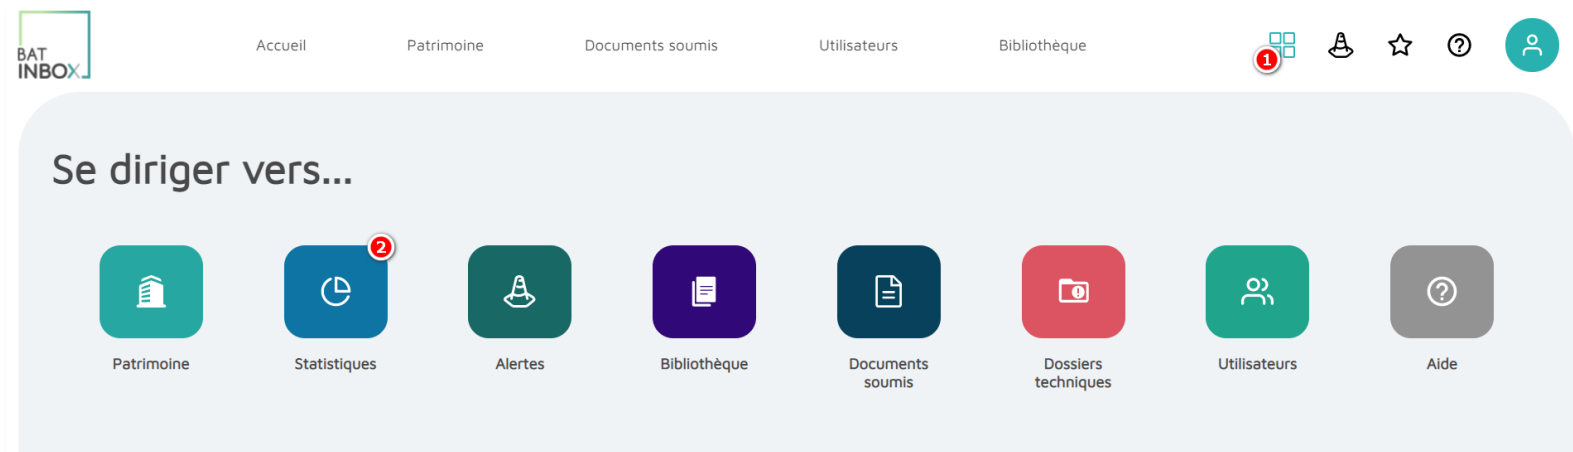 BAT
INBOX
Accueil
Patrimoine
Documents soumis
Utilisateurs
Bibliothèque
1
Se diriger vers...
2
Patrimoine
Statistiques
Alertes
Bibliothèque
Documents
soumis
Dossiers
techniques
Utilisateurs
Aide